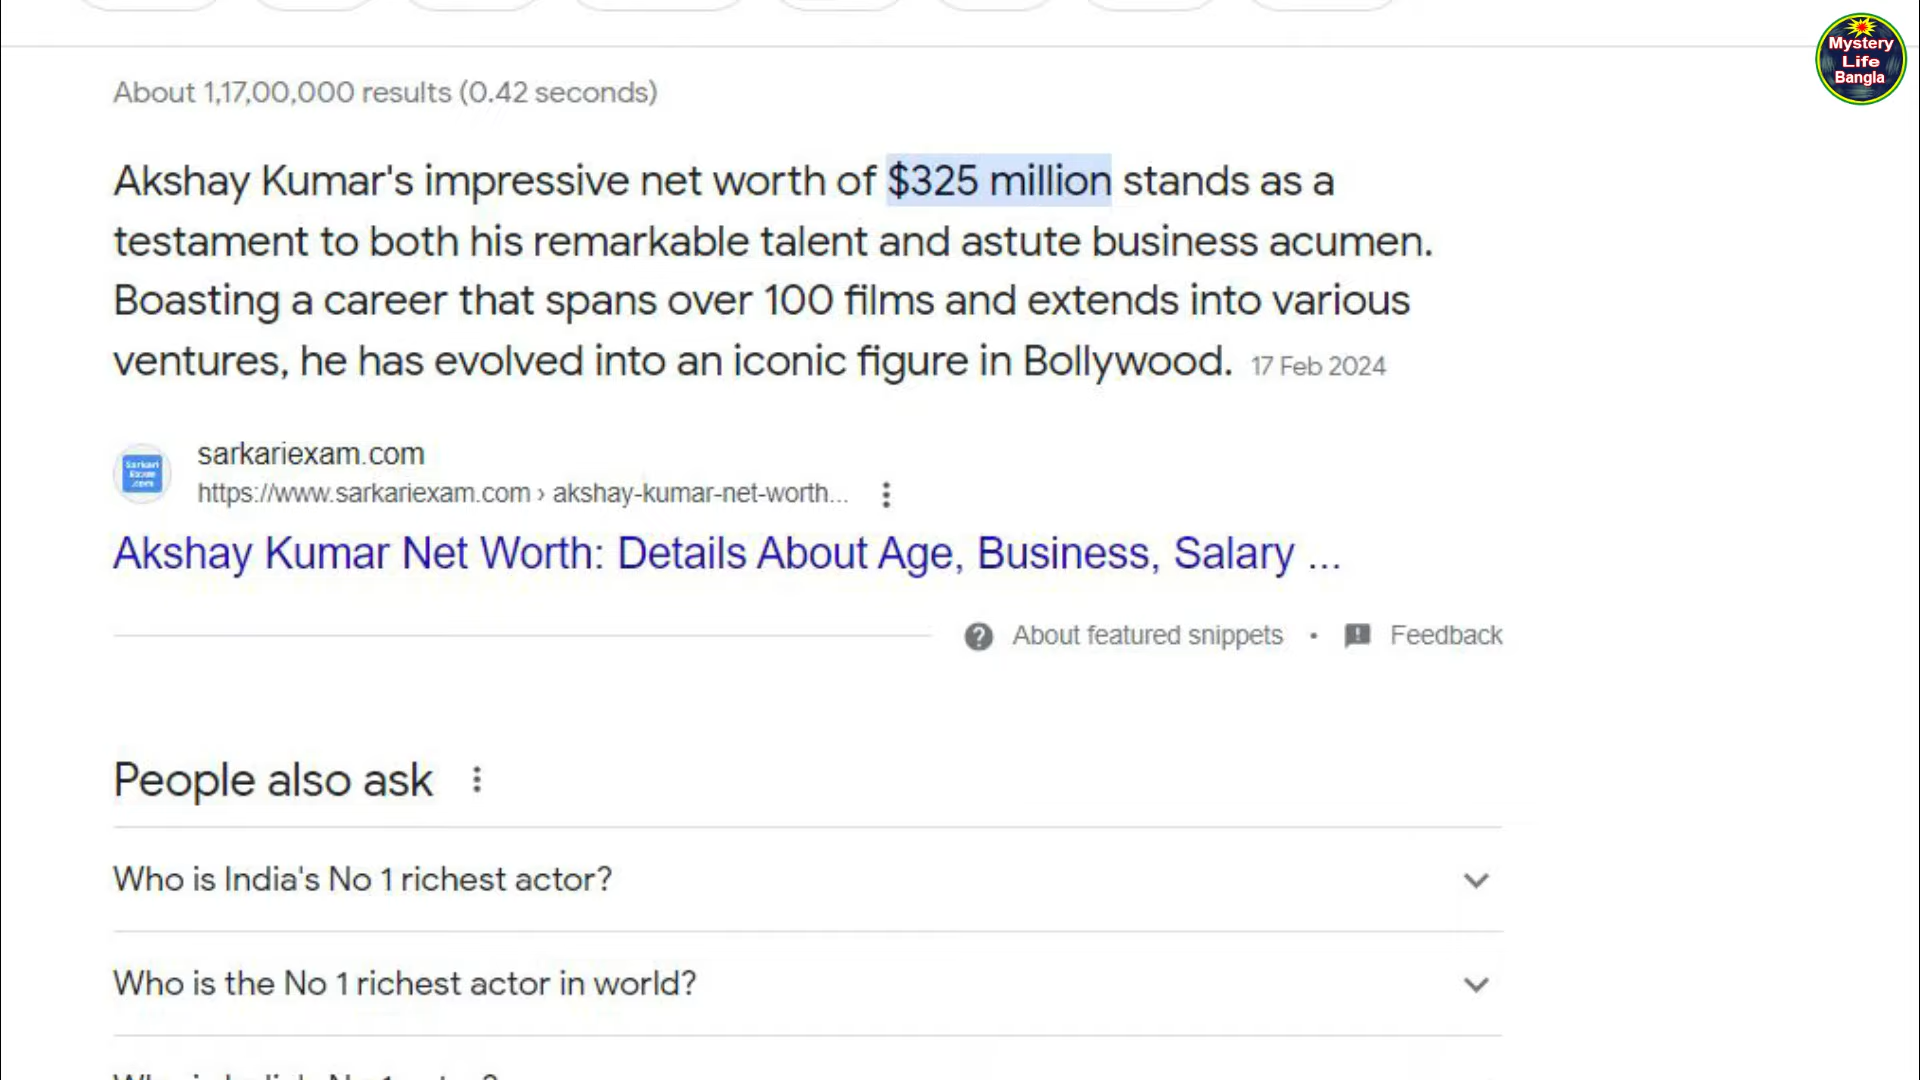 Mystery
Life
Bangla
About 1,17,00,000 results (0.42 seconds)
Akshay Kumar's impressive net worth of $325 million stands as a
testament to both his remarkable talent and astute business acumen.
Boasting a career that spans over 100 films and extends into various
ventures, he has evolved into an iconic figure in Bollywood. 17 Feb 2024
Sarkari
Exam
.com
sarkariexam.com
https://www.sarkariexam.com › akshay-kumar-net-worth...
Akshay Kumar Net Worth: Details About Age, Business, Salary ...
About featured snippets • Feedback
People also ask
Who is India's No 1 richest actor?
Who is the No 1 richest actor in world?